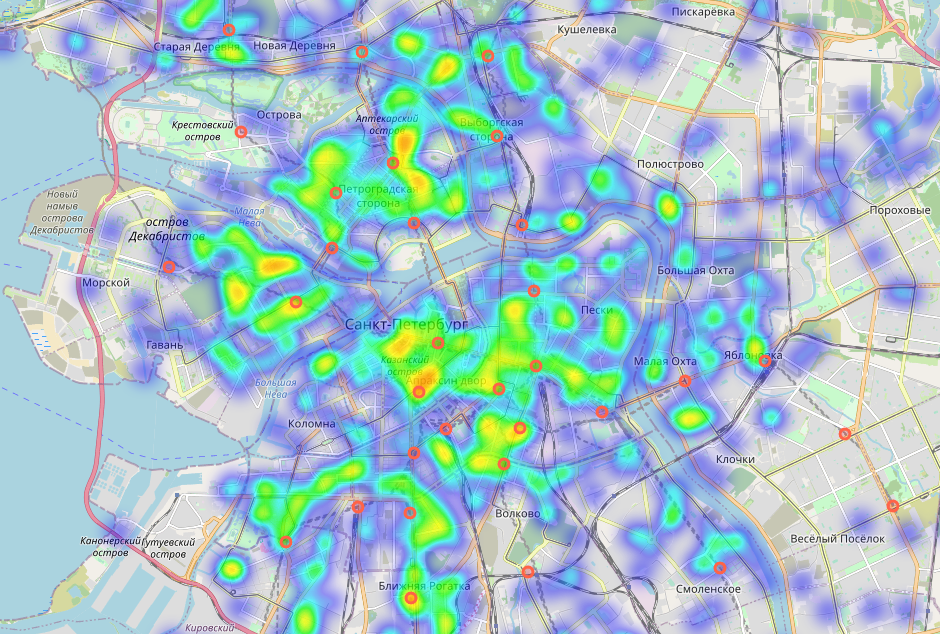 Пискарёвка
Кушелевка
Старая Деревня
Новая Деревня
Острова
Аптекарский
остров
Крестовский
остров
Выборгская
сторона
Полюстрово
Петроградская
сторона
Новый
намыв
острова
Декабристов
остров
Декабристов
Малая
Нева
Пороховые
Большая Охта
Морской
Пески
Санкт-Петербург
Гавань
Казанский
остров
Малая Охта
Яблоновка
Апраксин двор
Большая
Нева
Коломна
Клочки
Волково
Канонерский
остров
Гутуевский
остров
Весёлый Посёлок
Ближняя Рогатка
Смоленское
Кировский